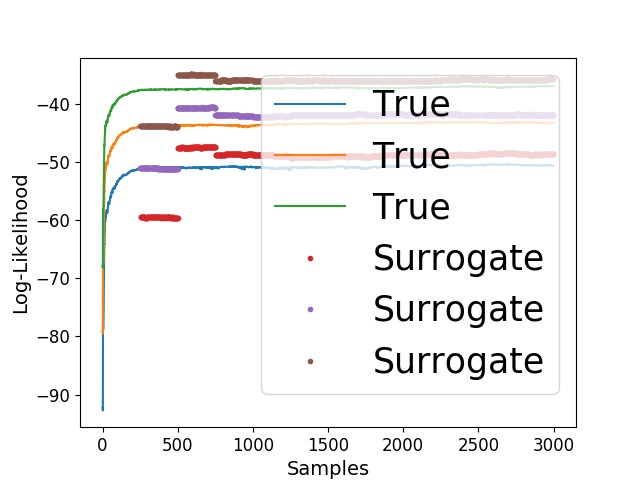 −40
−50
−60
−70
−80
−90
Log-Likelihood
0
500
1000
1500
2000
2500
3000
Samples
True
True
True
Surrogate
Surrogate
Surrogate